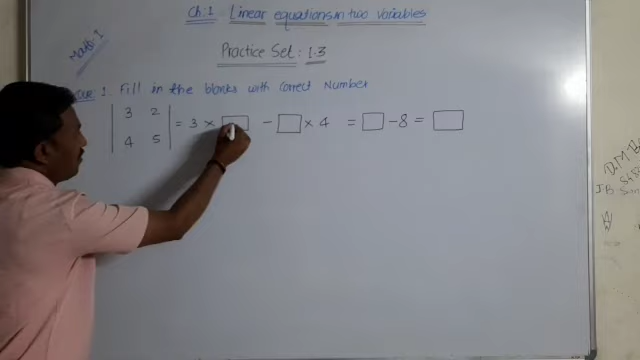 Ch:1 Linear equations in two variables
Maths-I
Practice Set: 1.3
1 Fill in the blanks with correct Number
| 3 2 |
| 4 5 | = 3 × □ - □ × 4 = □ - 8 = □